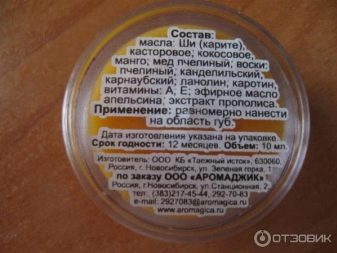 Состав:
масла: Ши (карите),
касторовое; кокосовое,
манго; мед пчелиный; воски:
пчелиный, канделильский,
карнаубский; ланолин, каротин,
витамины: А, Е; эфирное масло
апельсина; экстракт прополиса.
Применение: равномерно нанести
на область губ.
Дата изготовления указана на упаковке.
Срок годности: 12 месяцев. Объем: 10 мл.
Изготовитель: ООО КБ «Таежный исток», 630060,
Россия, г. Новосибирск, ул. Зеленая горка, 1
по заказу ООО «АРОМАДЖИК»
Россия, г.Новосибирск, ул.Станционная, 2,
тел.: (383)217-45-44, 292-70-83
e-mail: 2927083@aromagica.ru
www.aromagica.ru
ОТЗОВИК